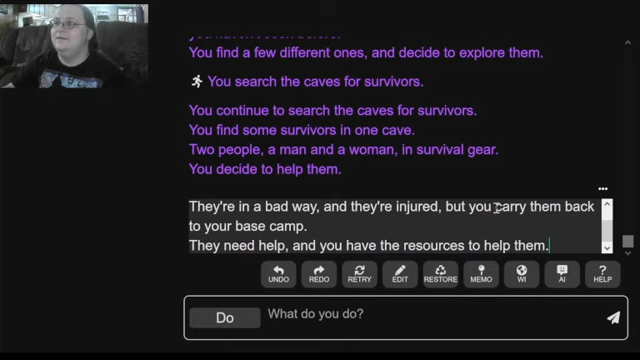 You find a few different ones, and decide to explore them.
You search the caves for survivors.
You continue to search the caves for survivors.
You find some survivors in one cave.
Two people, a man and a woman, in survival gear.
You decide to help them.
They're in a bad way, and they're injured, but you carry them back
to your base camp.
They need help, and you have the resources to help them.
UNDO REDO RETRY EDIT RESTORE MEMO WI AI HELP
Do What do you do?